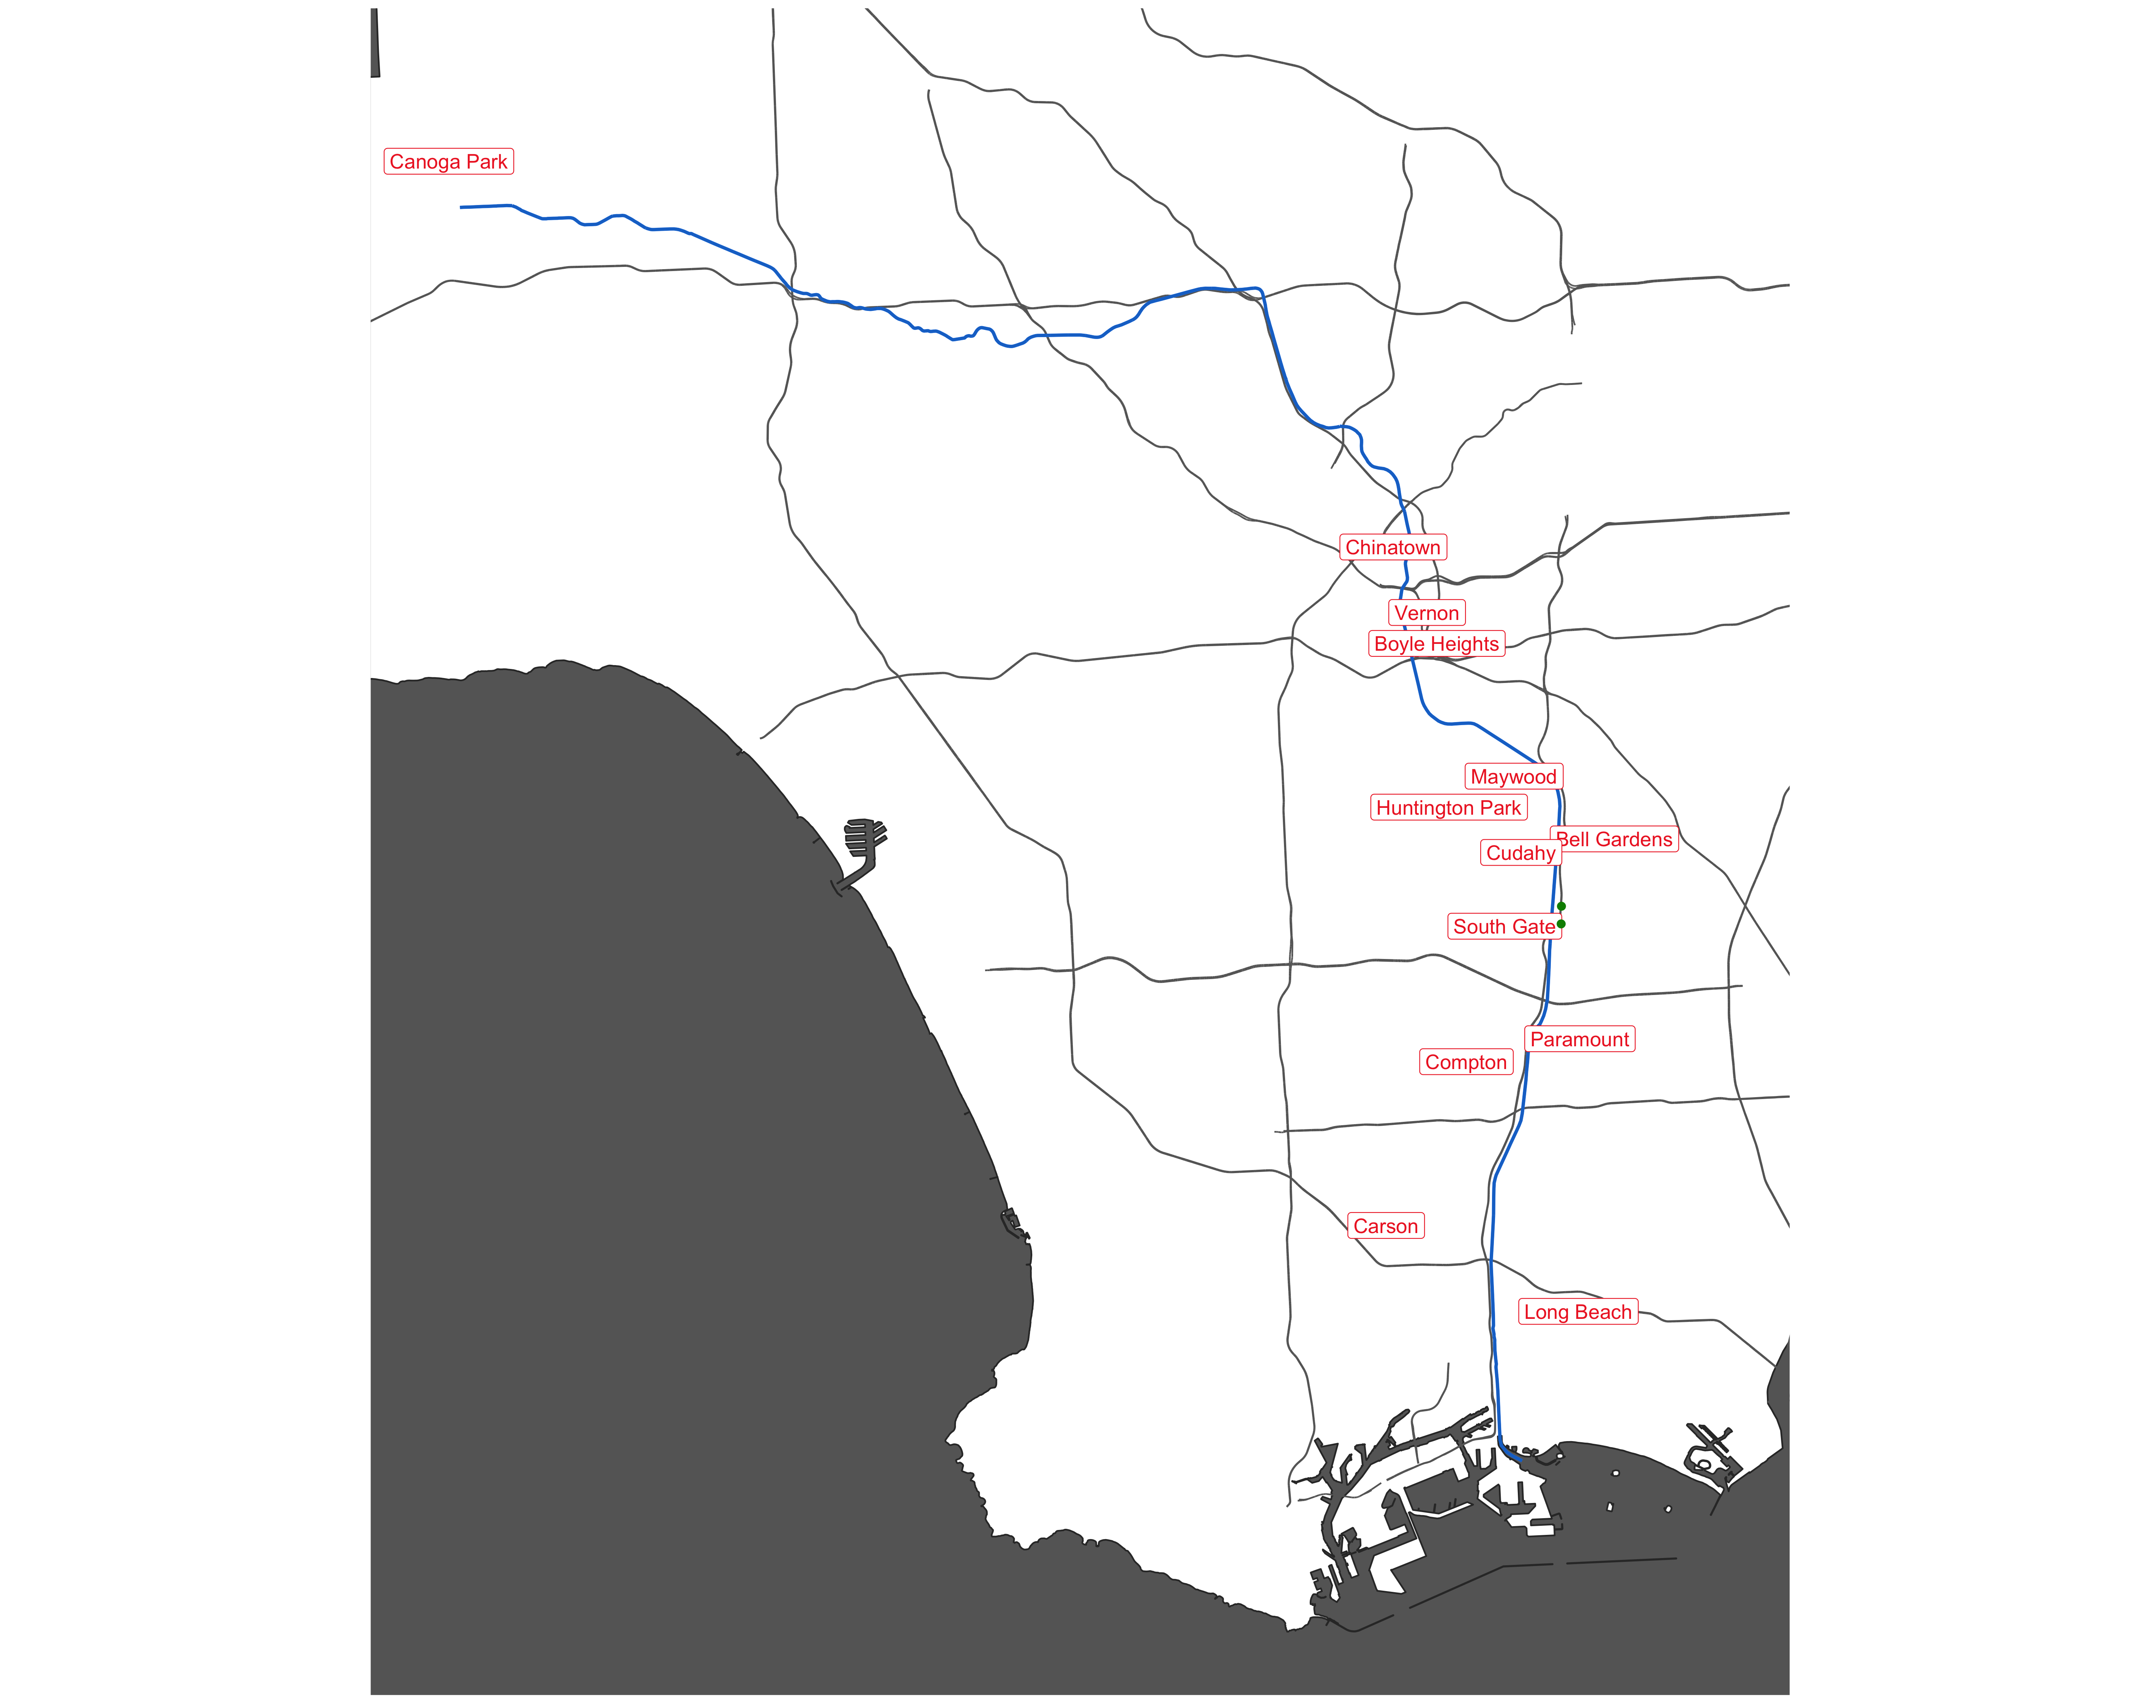 Canoga Park
Chinatown
Vernon
Boyle Heights
Maywood
Huntington Park
Bell Gardens
Cudahy
South Gate
Paramount
Compton
Carson
Long Beach